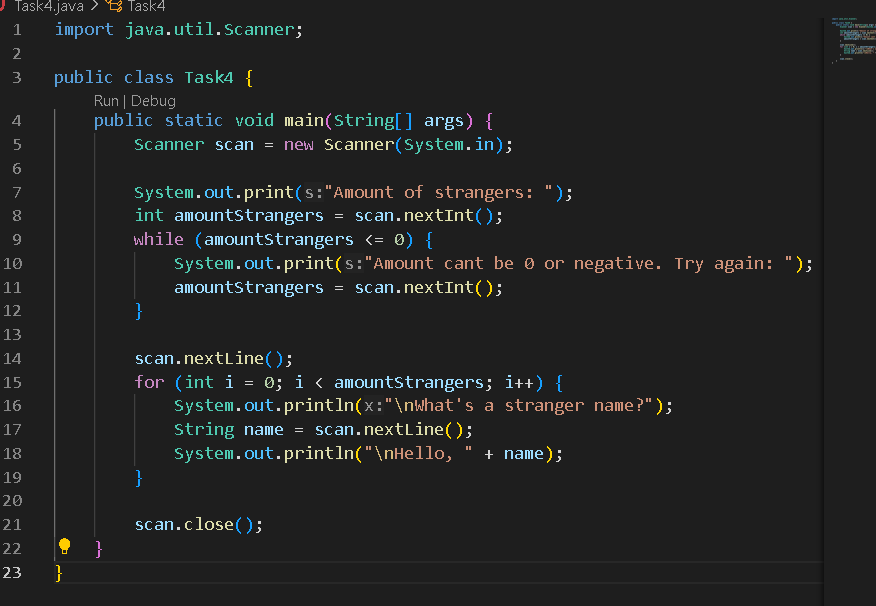 Task4.java > Task4
1 import java.util.Scanner;
2
3 public class Task4 {
Run | Debug
4 public static void main(String[] args) {
5 Scanner scan = new Scanner(System.in);
6
7 System.out.print(s:"Amount of strangers: ");
8 int amountStrangers = scan.nextInt();
9 while (amountStrangers <= 0) {
10 System.out.print(s:"Amount cant be 0 or negative. Try again: ");
11 amountStrangers = scan.nextInt();
12 }
13
14 scan.nextLine();
15 for (int i = 0; i < amountStrangers; i++) {
16 System.out.println(x:"\nWhat's a stranger name?");
17 String name = scan.nextLine();
18 System.out.println("\nHello, " + name);
19 }
20
21 scan.close();
22 }
23 }